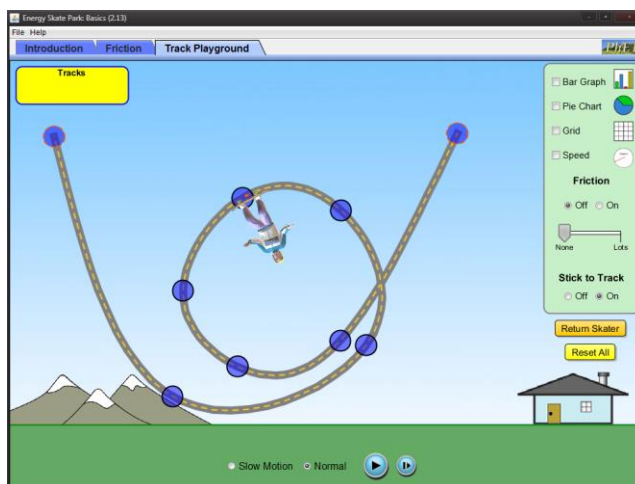 Energy Skate Park: Basics (2.13)
File Help
Introduction
Friction
Track Playground
PhET
Tracks
Bar Graph
Pie Chart
Grid
Speed
Friction
Off On
None Lots
Stick to Track
Off On
Return Skater
Reset All
Slow Motion Normal